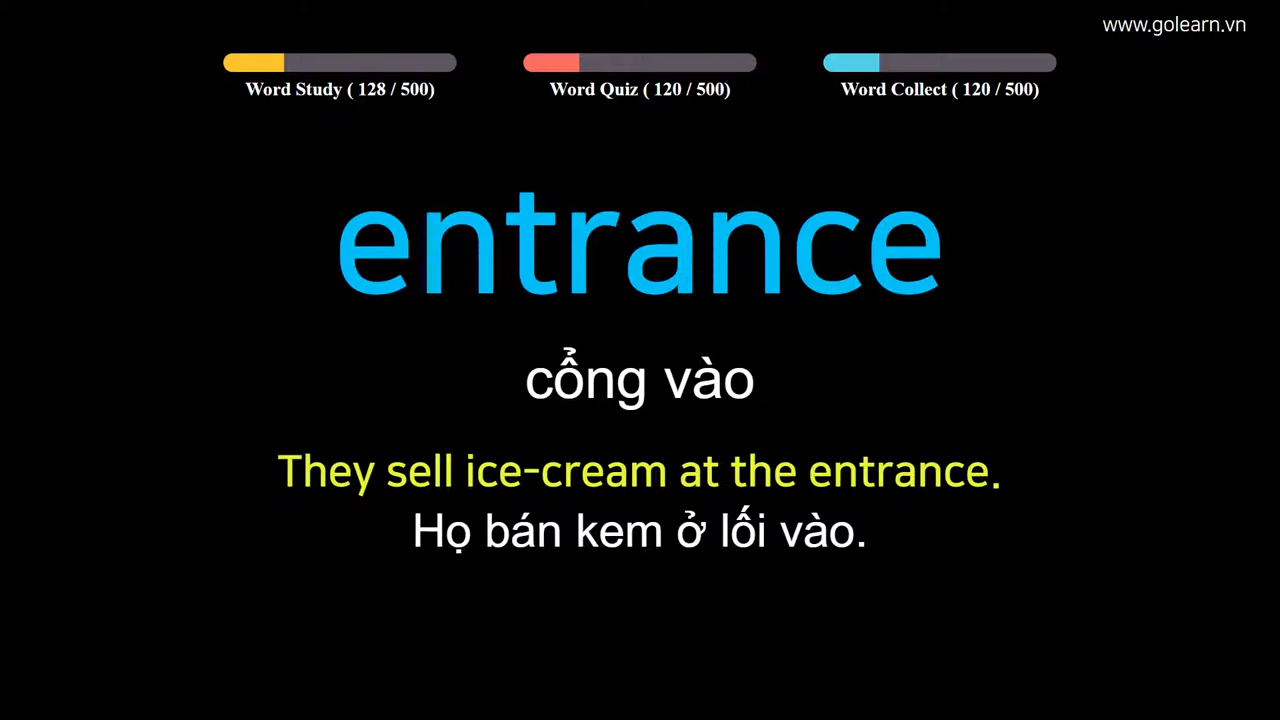 www.golearn.vn
Word Study ( 128 / 500)
Word Quiz ( 120 / 500)
Word Collect ( 120 / 500)
entrance
cổng vào
They sell ice-cream at the entrance.
Họ bán kem ở lối vào.